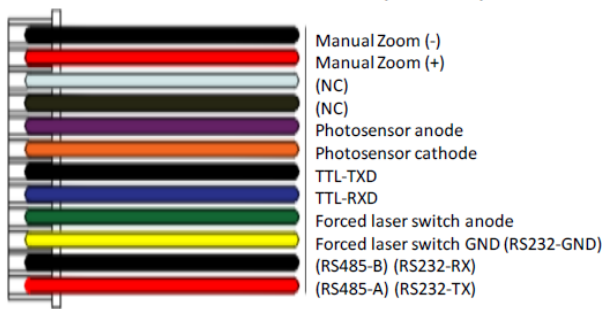 Manual Zoom (-)
Manual Zoom (+)
(NC)
(NC)
Photosensor anode
Photosensor cathode
TTL-TXD
TTL-RXD
Forced laser switch anode
Forced laser switch GND (RS232-GND)
(RS485-B) (RS232-RX)
(RS485-A) (RS232-TX)